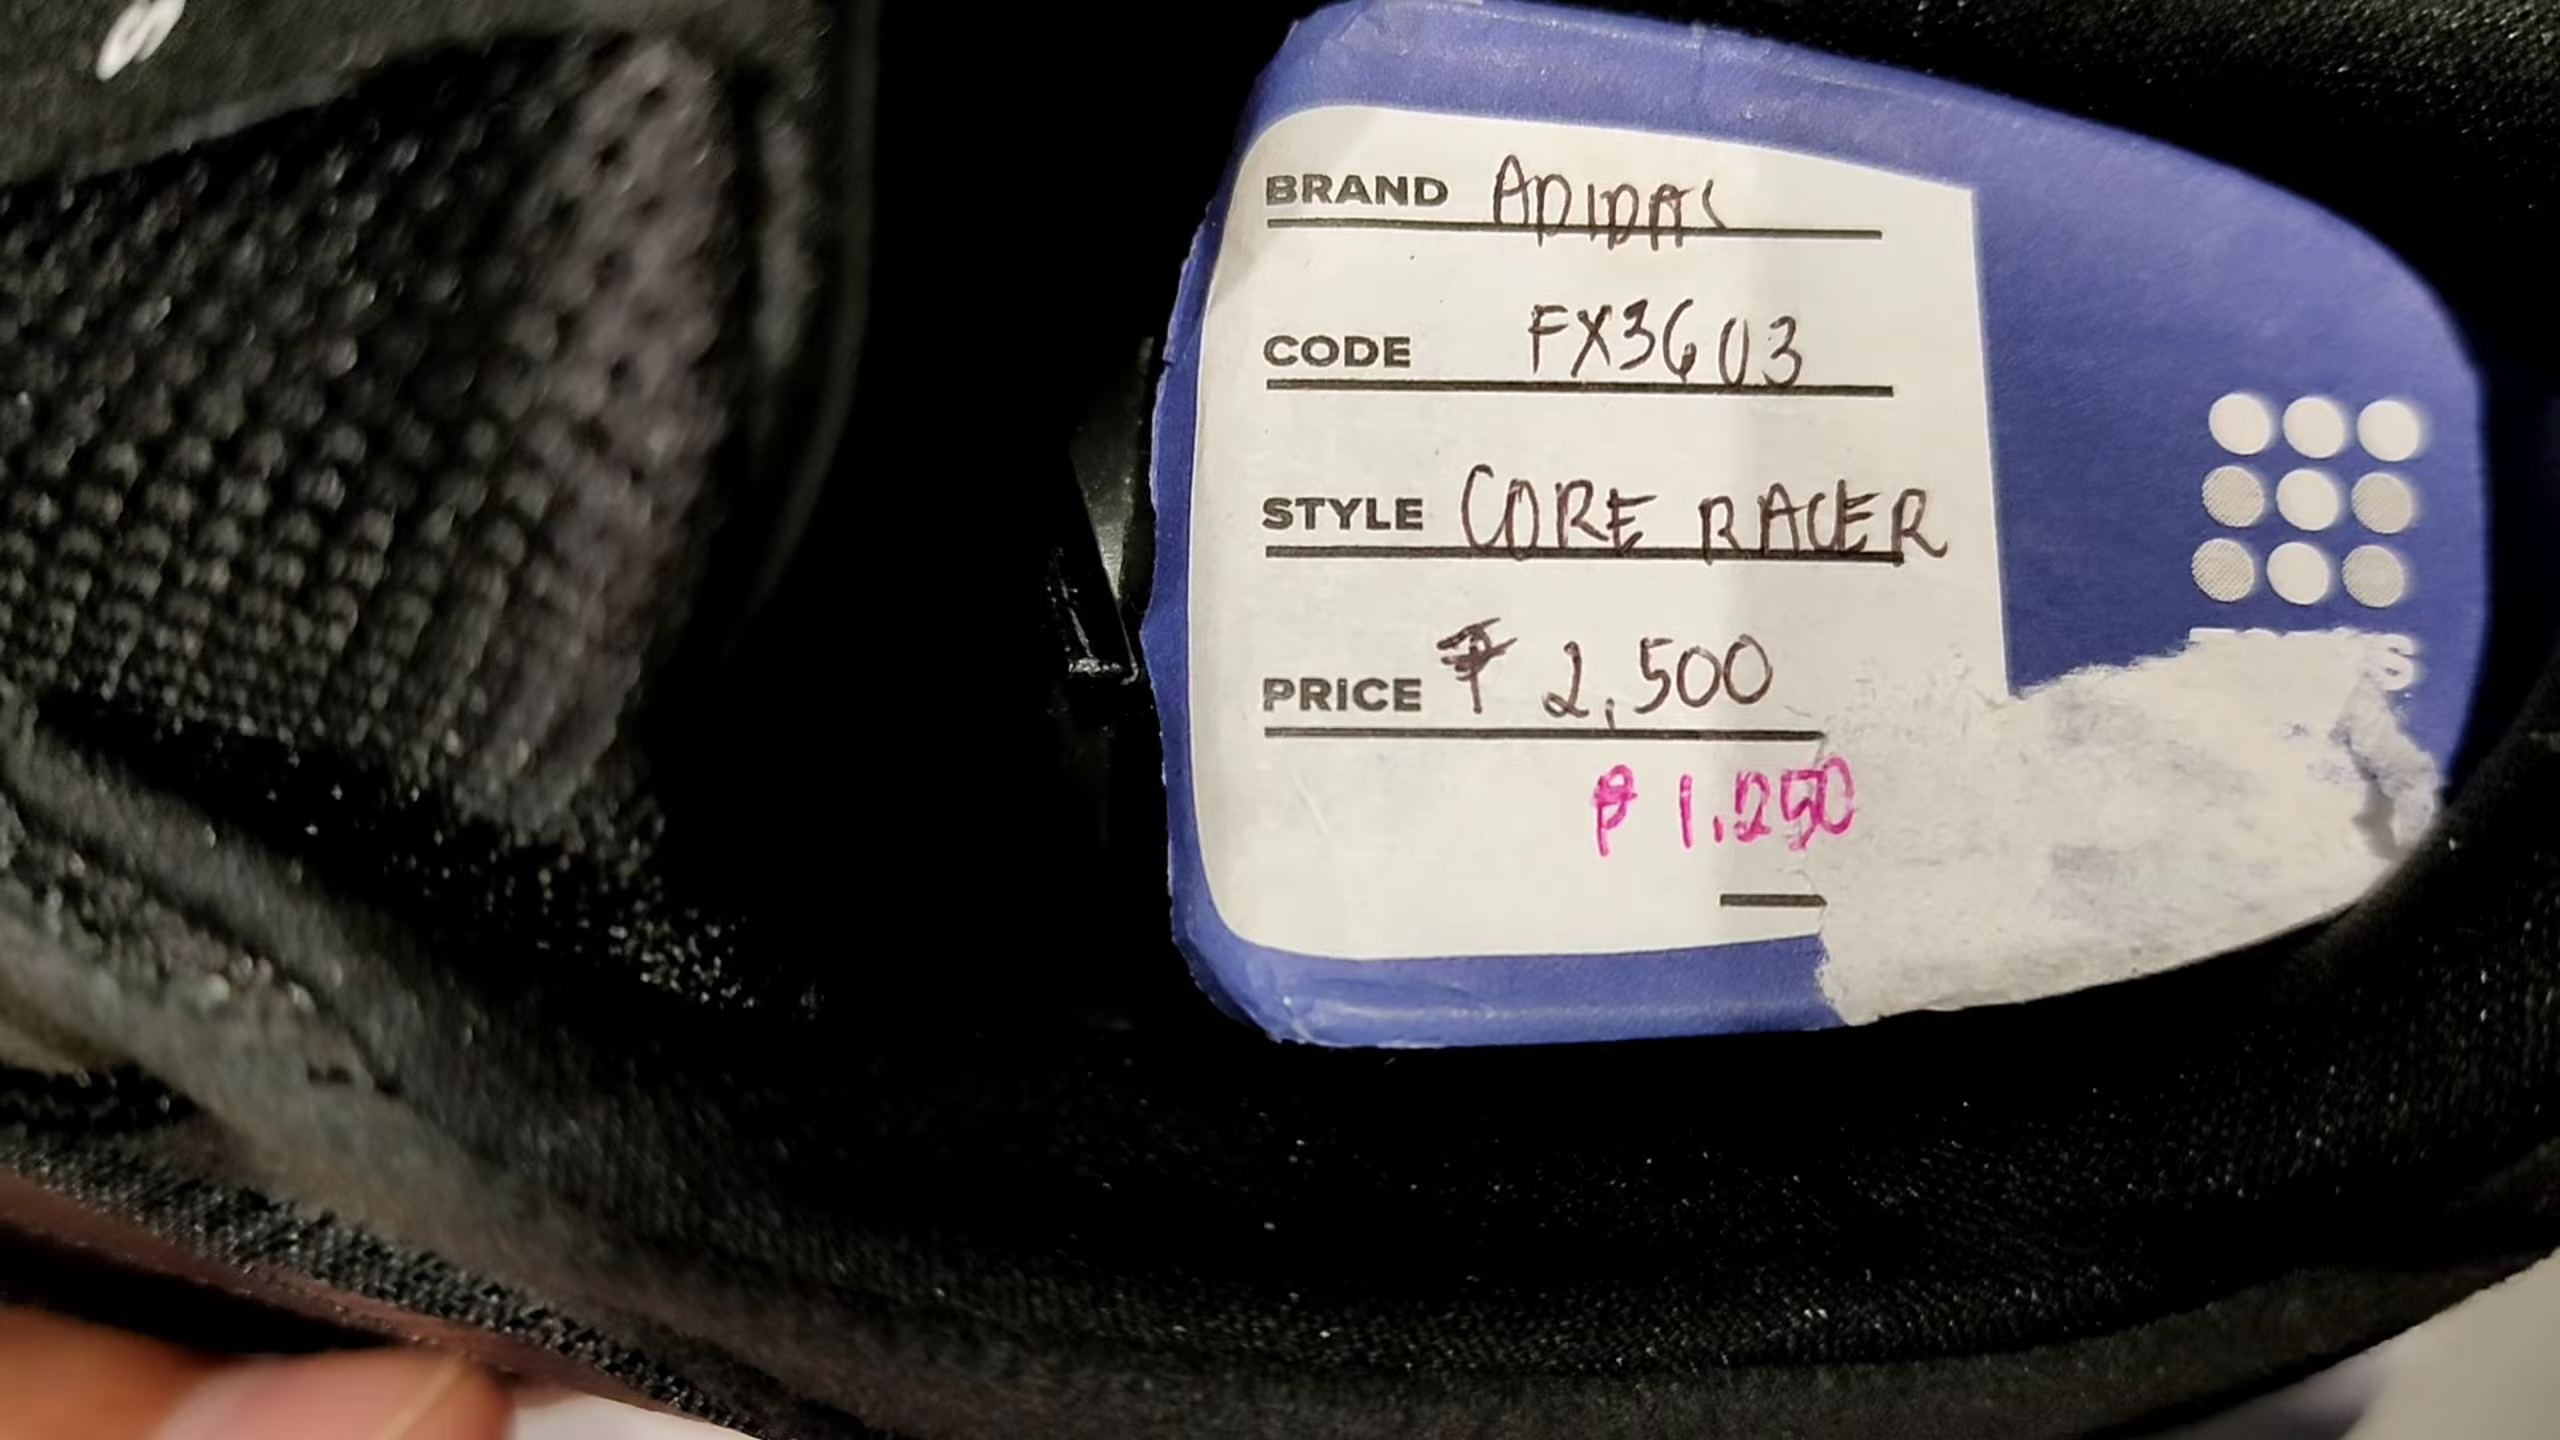 BRAND ADIDAS
CODE FX3603
STYLE CORE RACER
PRICE ₱ 2,500
₱ 1,250